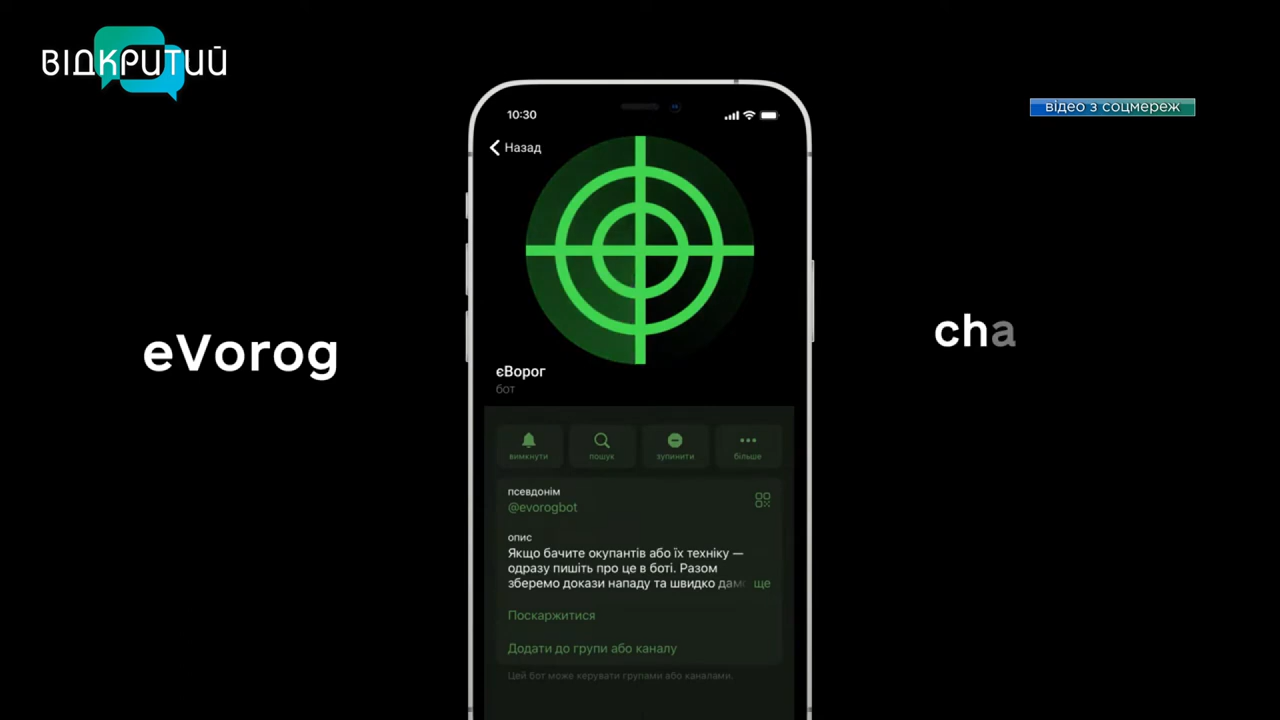 ВІДКРИТИЙ
відео з соцмереж
10:30
Назад
eVorog
cha
єВорог
бот
вимкнути
пошук
зупинити
більше
псевдонім
@evorogbot
опис
Якщо бачите окупантів або їх техніку —
одразу пишіть про це в боті. Разом
зберемо докази нападу та швидко дамо ще
Поскаржитися
Додати до групи або каналу
Цей бот може керувати групами або каналами.